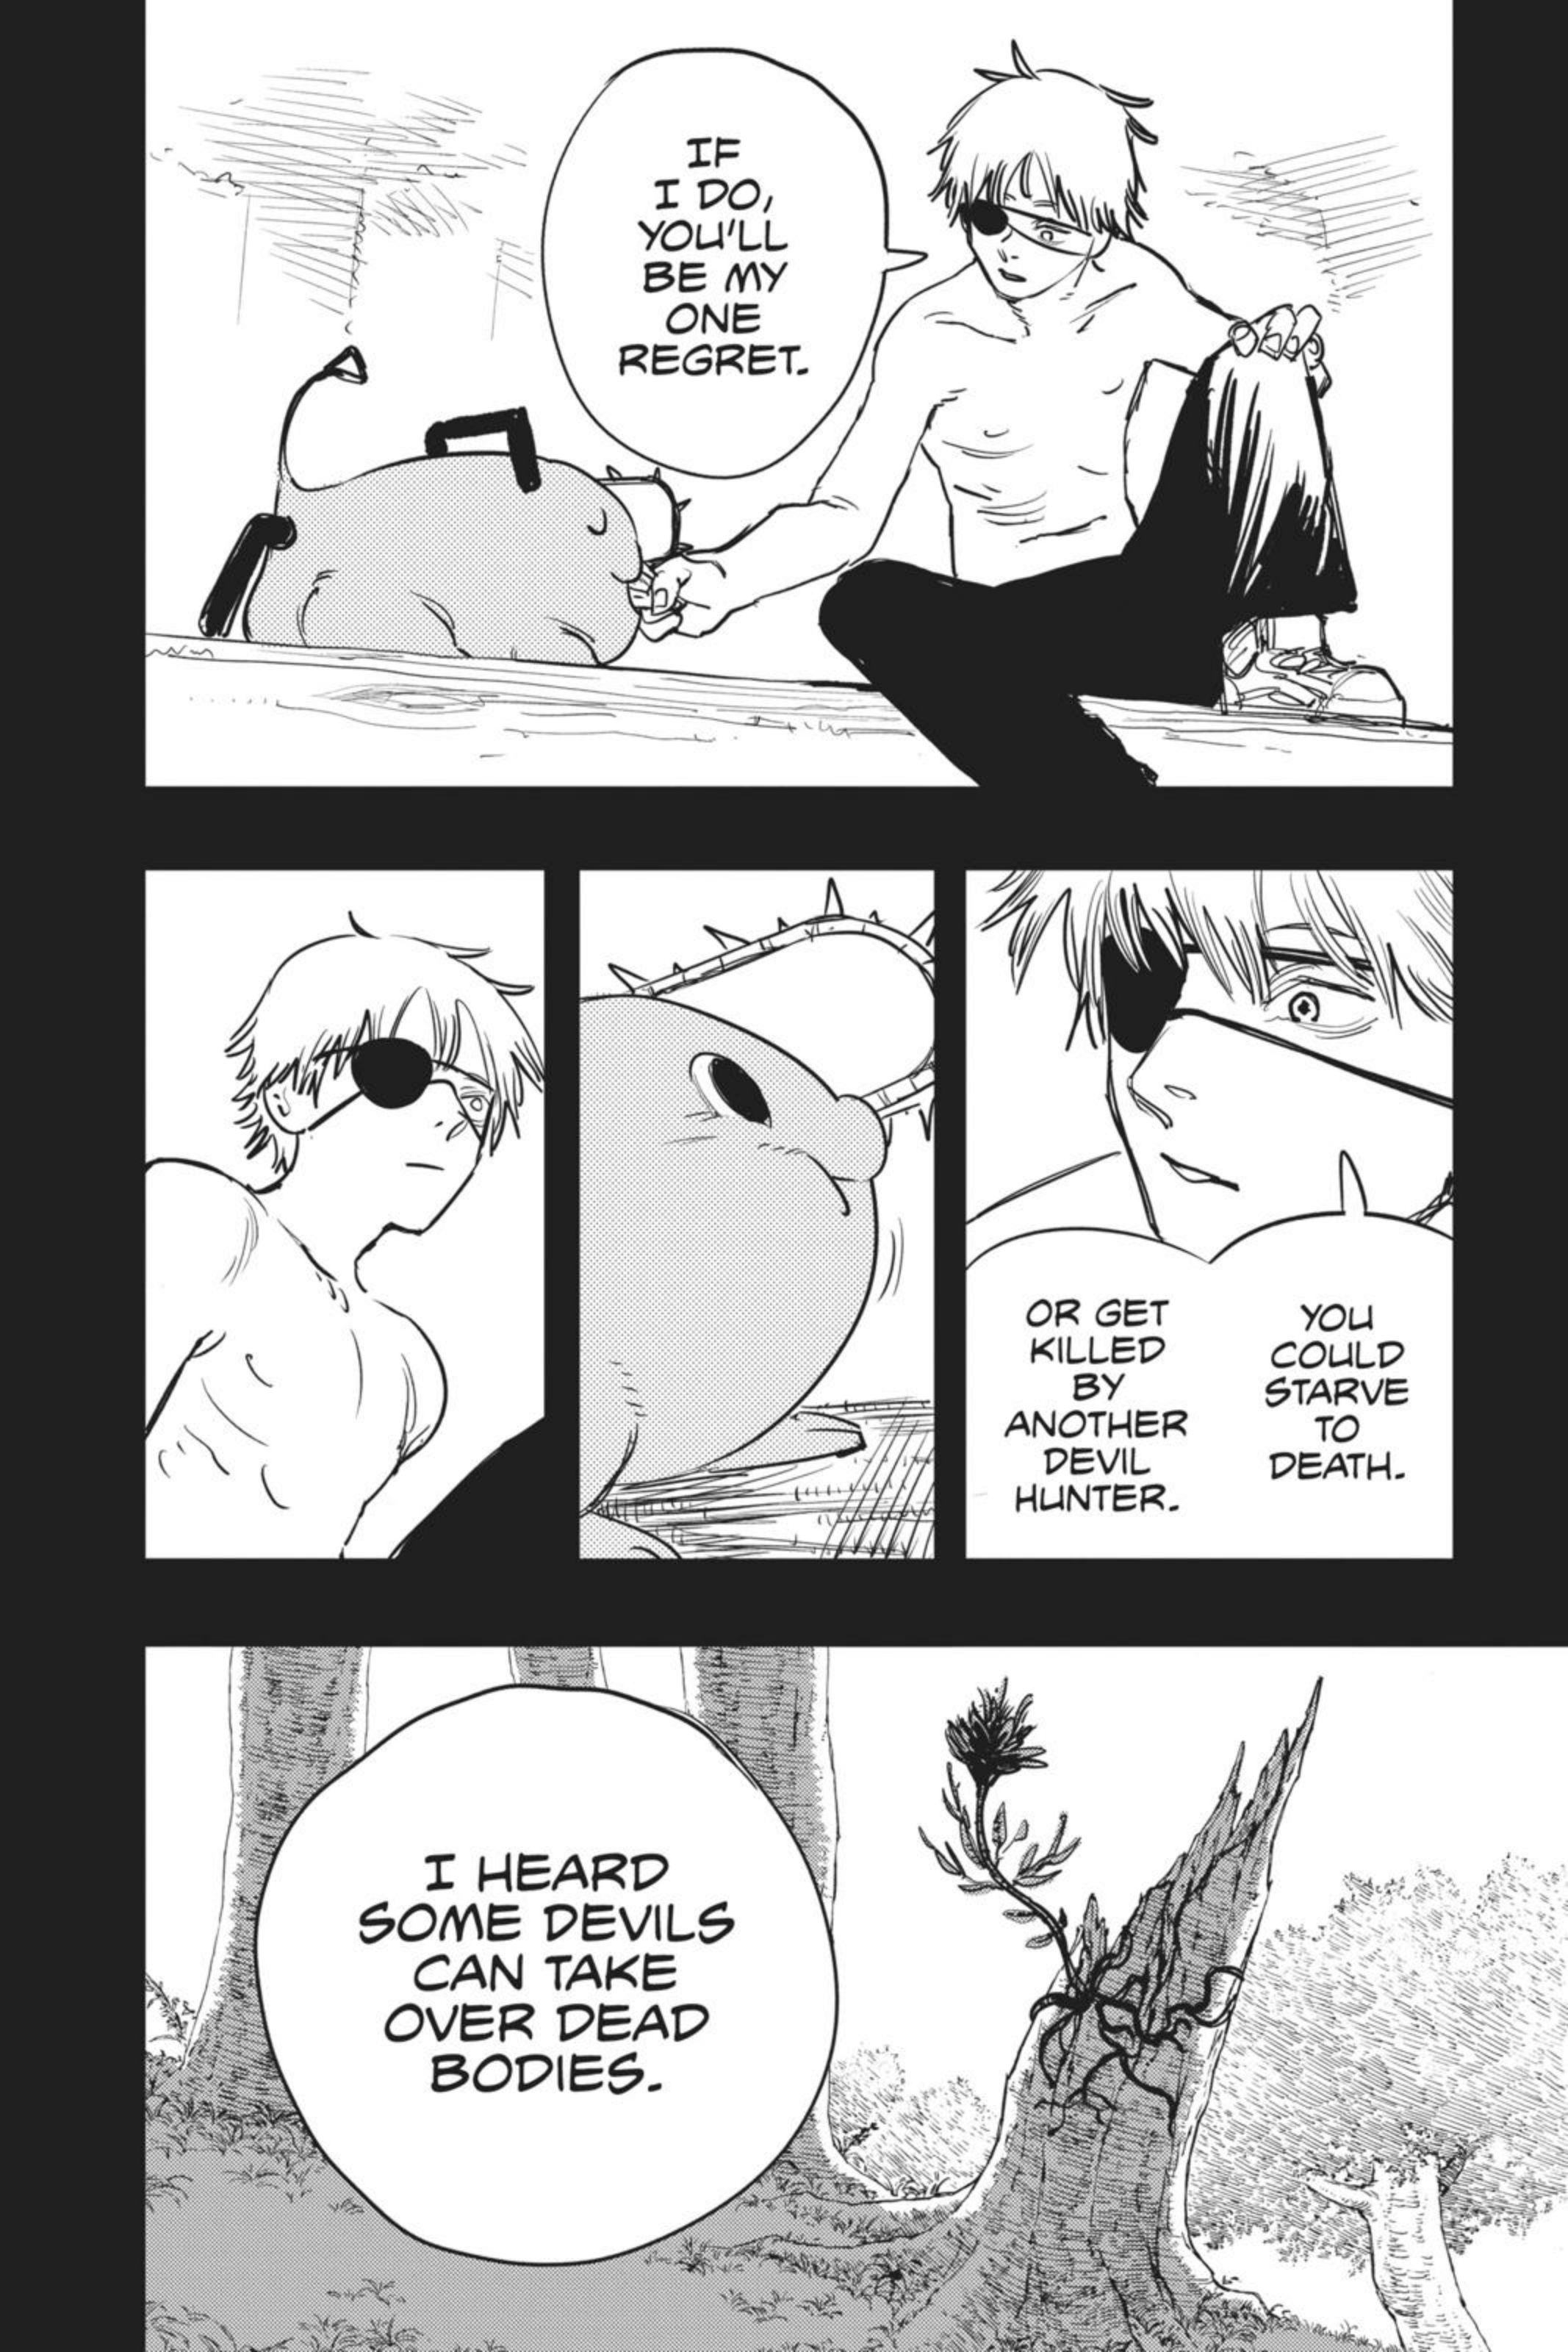 IF
I DO,
YOU'LL
BE MY
ONE
REGRET.
YOU
COULD
STARVE
TO
DEATH.
OR GET
KILLED
BY
ANOTHER
DEVIL
HUNTER.
I HEARD
SOME DEVILS
CAN TAKE
OVER DEAD
BODIES.